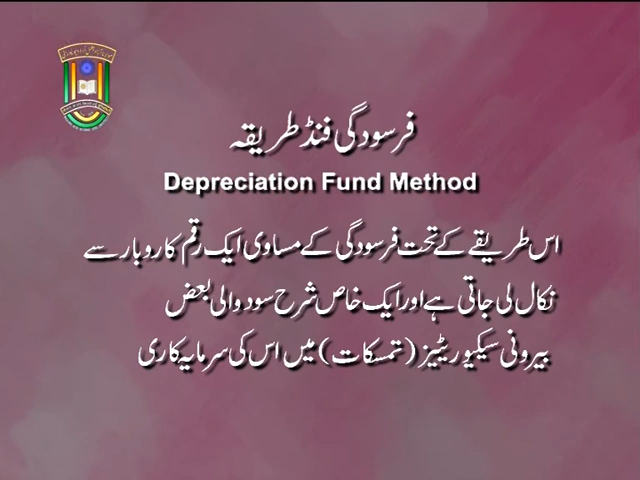 فرسودگی فنڈ طریقہ
Depreciation Fund Method
اس طریقے کے تحت فرسودگی کے مساوی ایک رقم کاروبار سے
نکال لی جاتی ہے اور ایک خاص شرح سود والی بعض
بیرونی سیکیوریٹیز (تمسکات) میں اس کی سرمایہ کاری